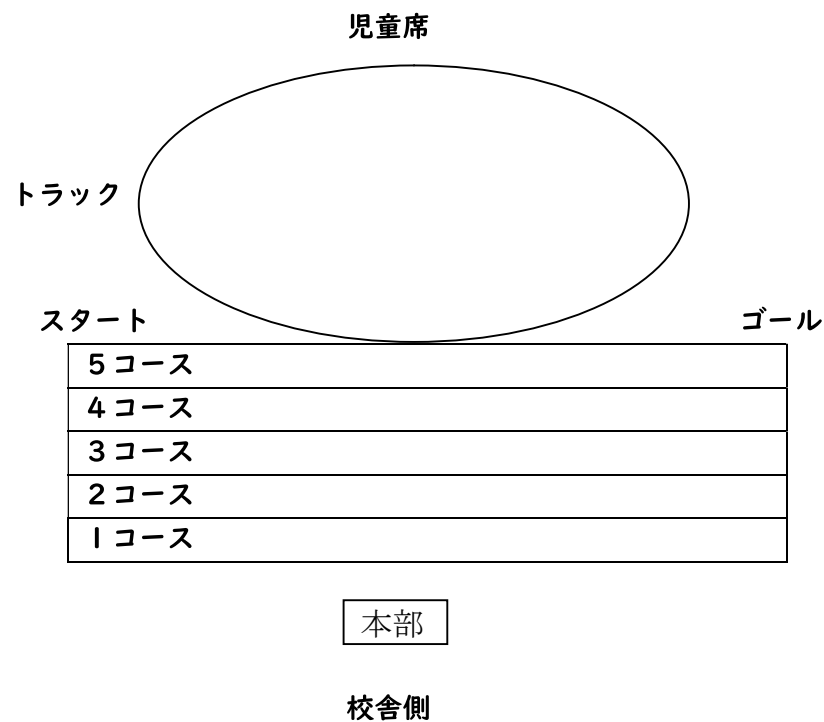 児童席
トラック
スタート
ゴール
5コース
4コース
3コース
2コース
1コース
本部
校舎側